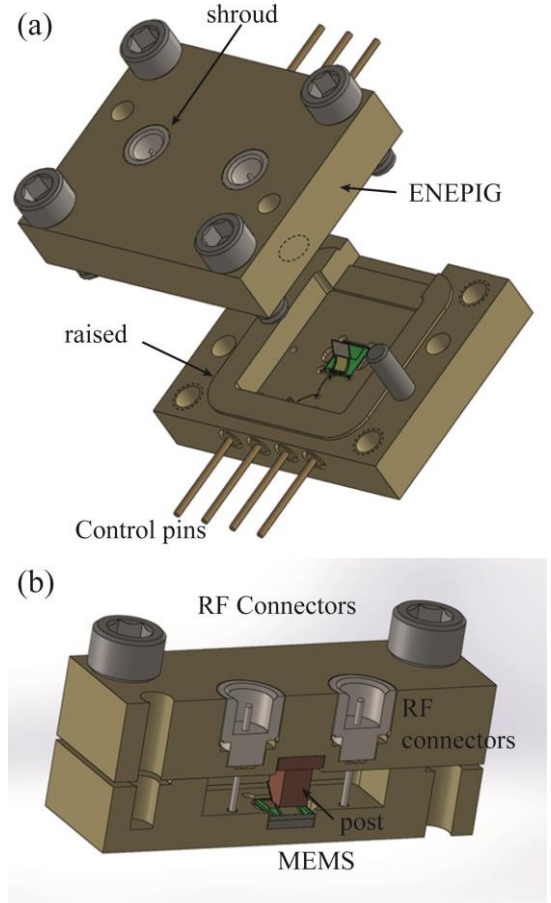 (a)
shroud
ENEPIG
raised
Control pins
(b)
RF Connectors
RF
connectors
post
MEMS